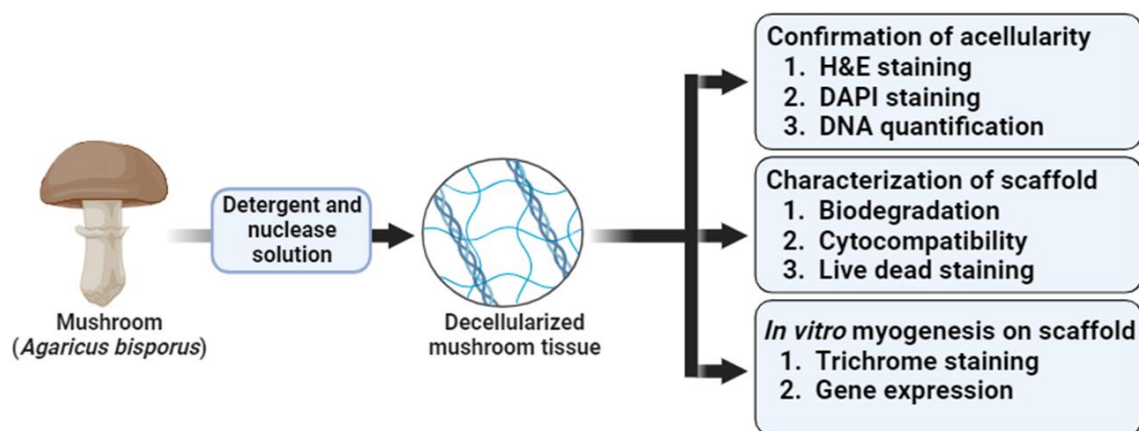 Mushroom
(Agaricus bisporus)
Detergent and
nuclease
solution
Decellularized
mushroom tissue
Confirmation of acellularity
1. H&E staining
2. DAPI staining
3. DNA quantification
Characterization of scaffold
1. Biodegradation
2. Cytocompatibility
3. Live dead staining
In vitro myogenesis on scaffold
1. Trichrome staining
2. Gene expression